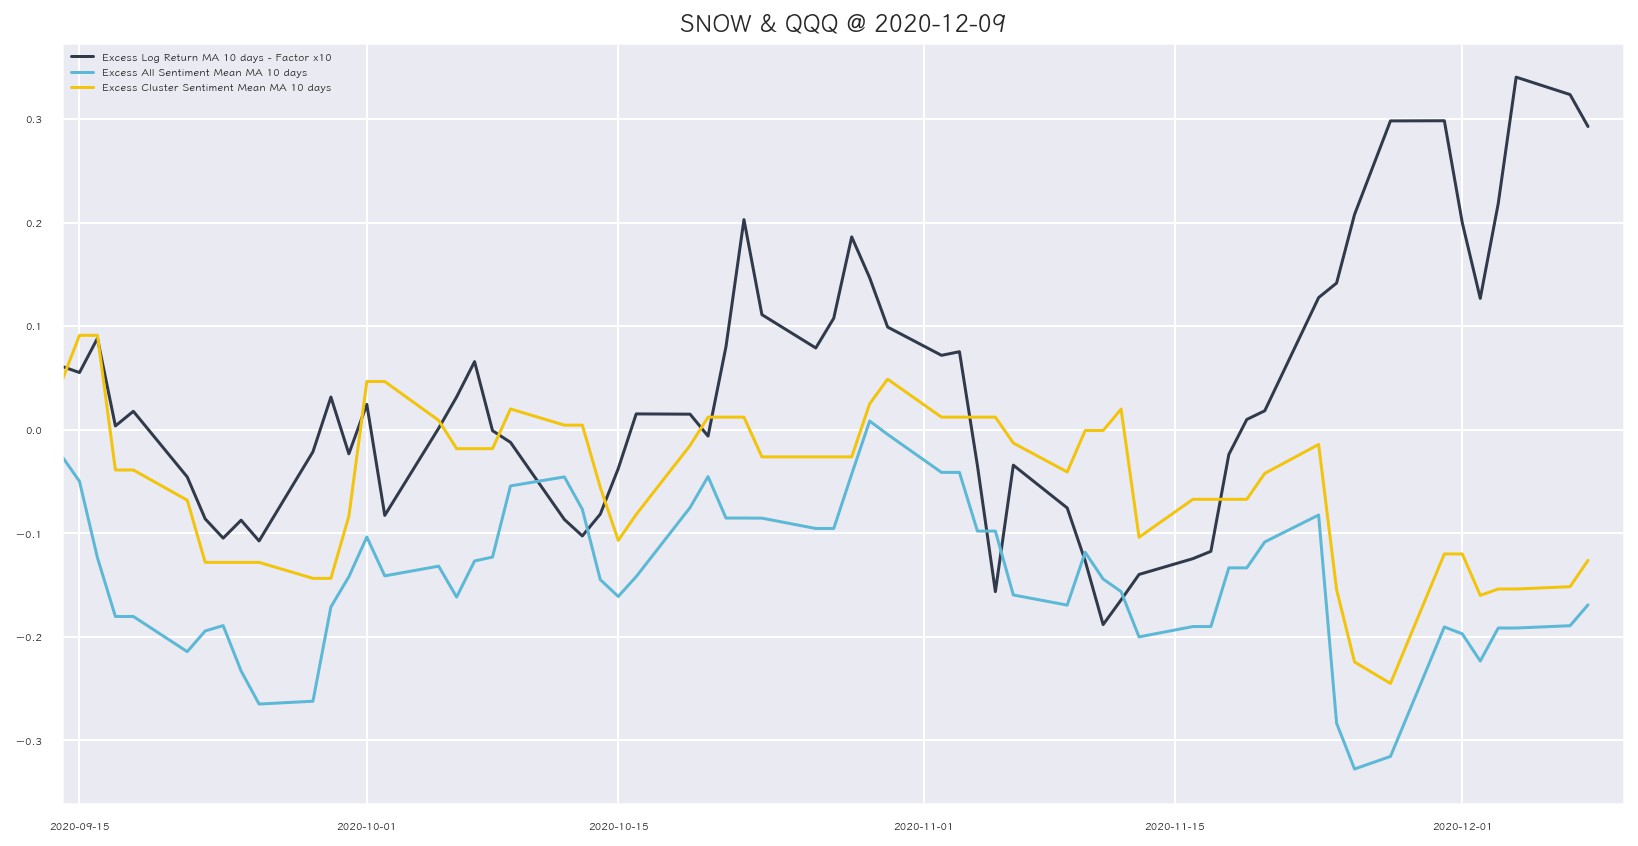 SNOW & QQQ @ 2020-12-09
Excess Log Return MA 10 days - Factor x10
Excess All Sentiment Mean MA 10 days
Excess Cluster Sentiment Mean MA 10 days
0.3
0.2
0.1
0.0
−0.1
−0.2
−0.3
2020-09-15 2020-10-01 2020-10-15 2020-11-01 2020-11-15 2020-12-01